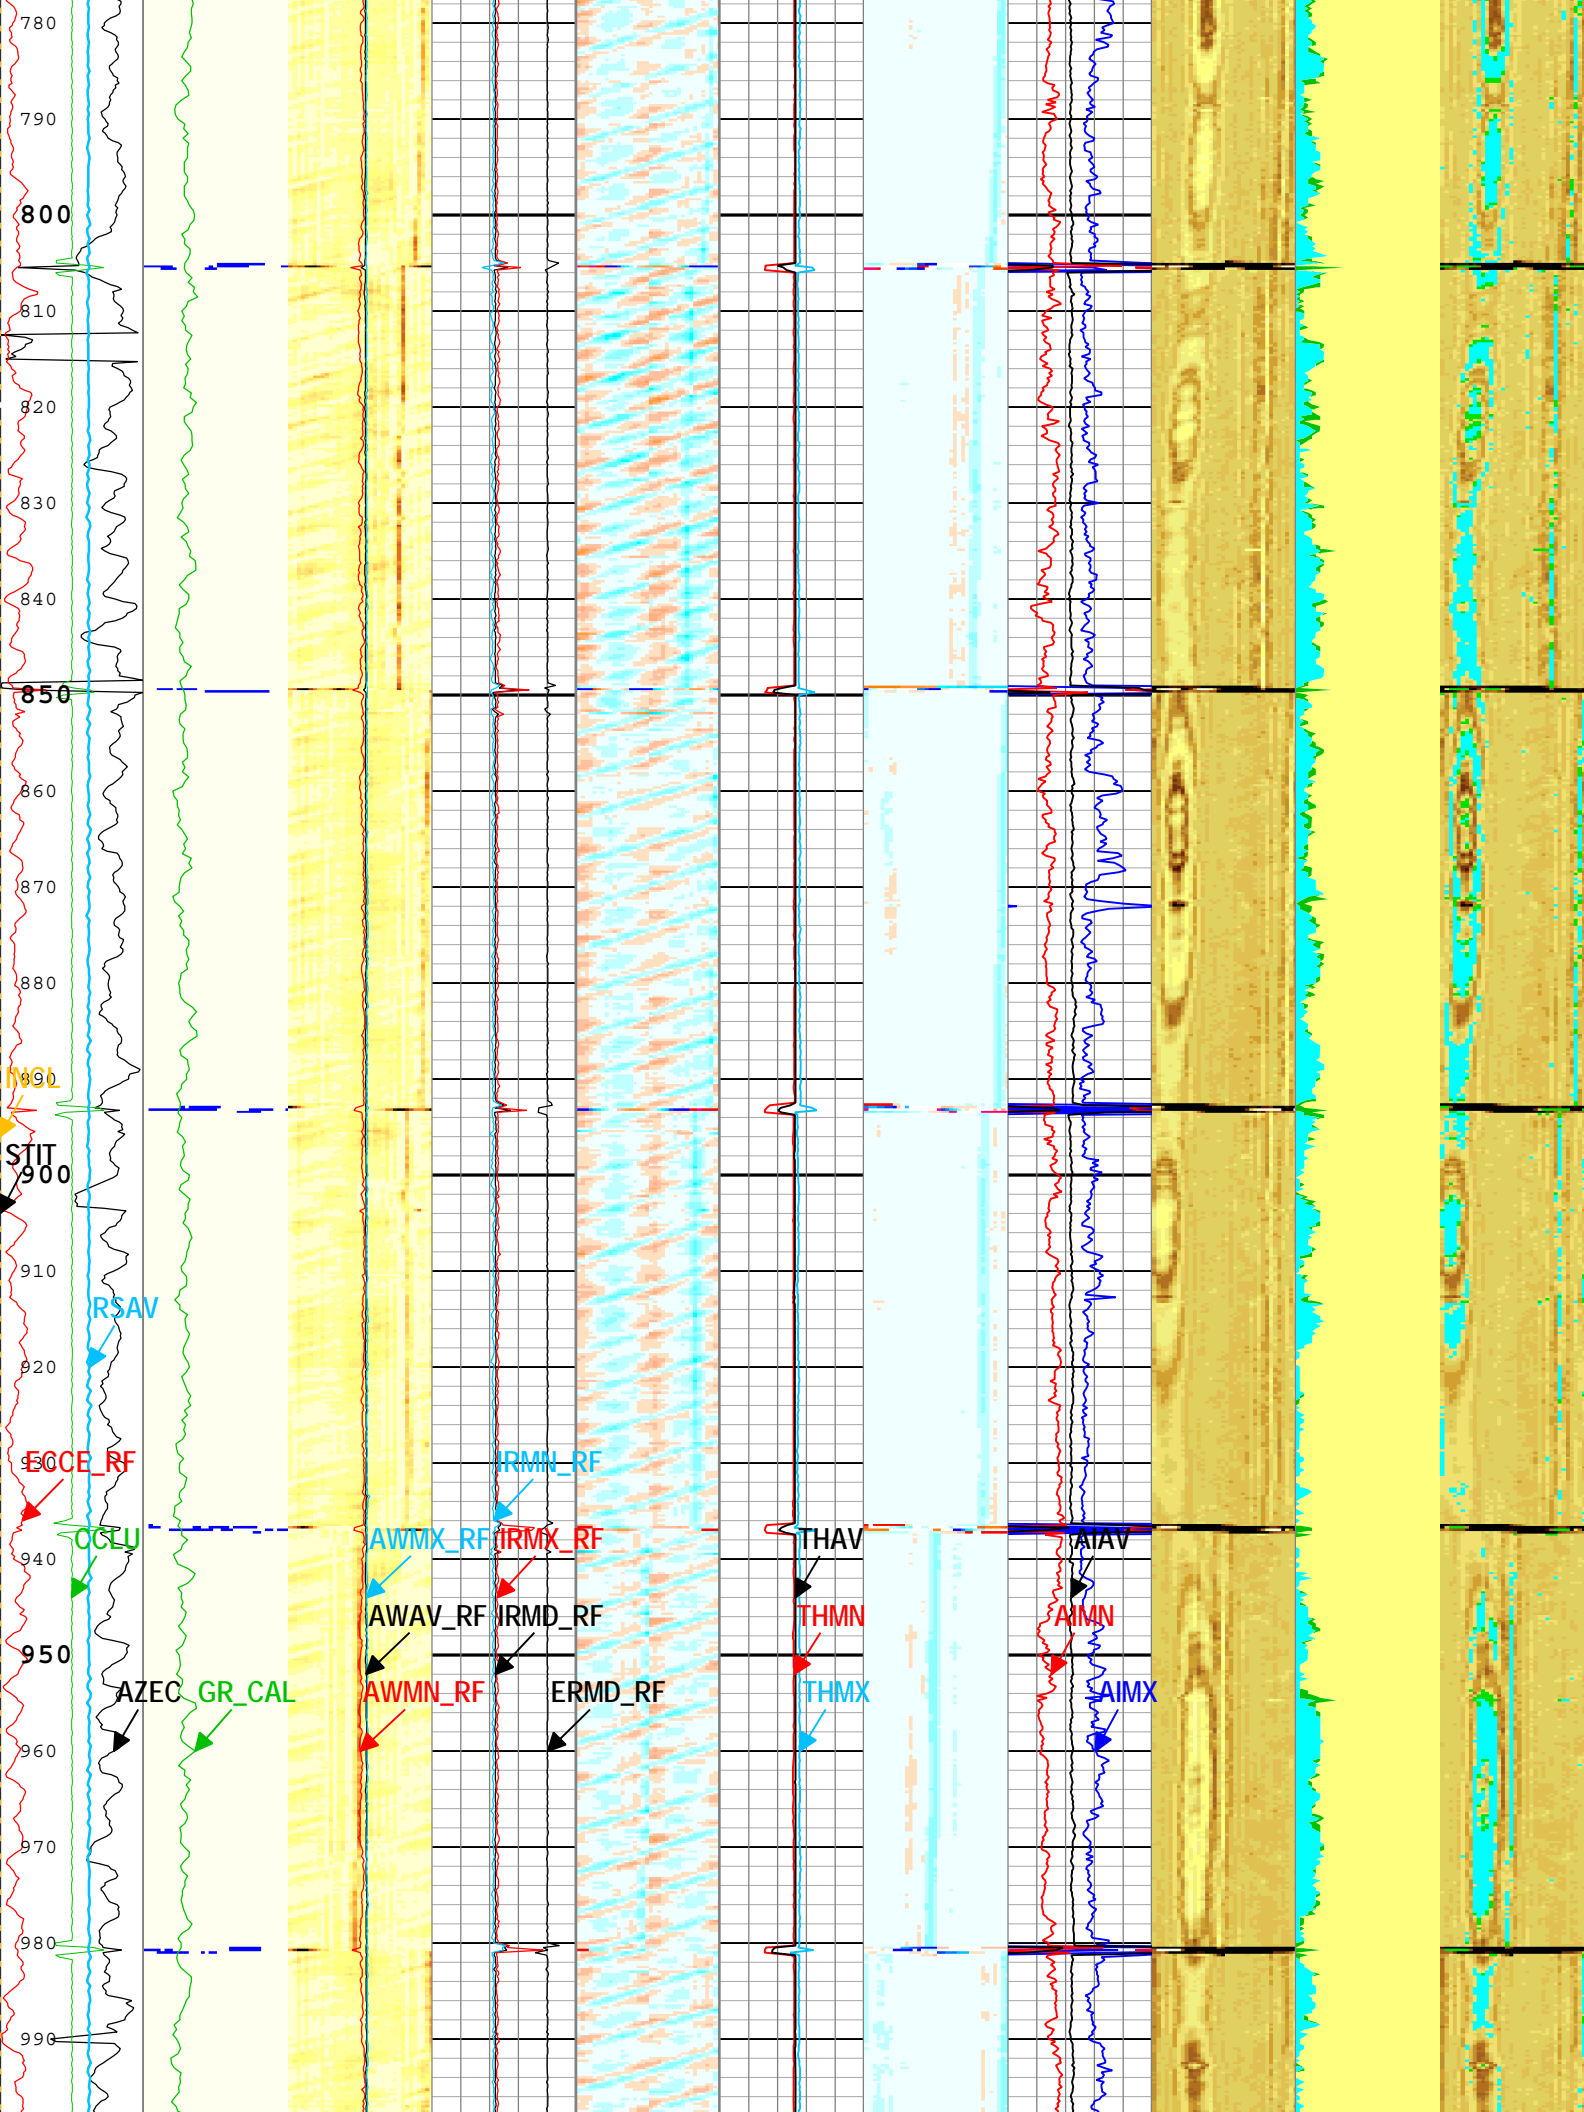 780
790
800
810
820
830
840
850
860
870
880
890
INCL
STIT
900
910
RSAV
920
930
ECCE_RF
IRMN_RF
CCLU
AWMX_RF
IRMX_RF
THAV
AIAV
940
AWAV_RF
IRMD_RF
THMN
AIMN
950
AZEC
GR_CAL
AWMN_RF
ERMD_RF
THMX
AIMX
960
970
980
990